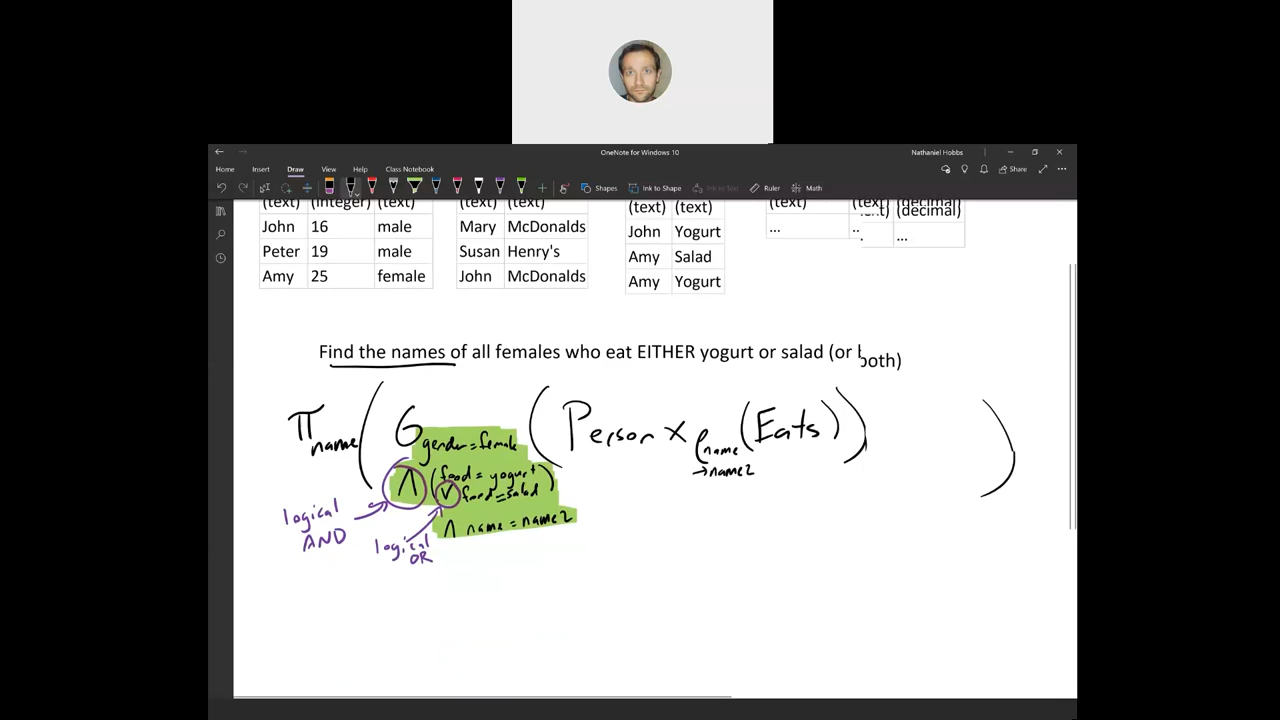 OneNote for Windows 10
Nathaniel Hobbs
Home Insert Draw View Help Class Notebook
Share
Shapes Ink to Shape Ink to Text Ruler Math
(text) (integer) (text)
John 16 male
Peter 19 male
Amy 25 female
(text) (text)
Mary McDonalds
Susan Henry's
John McDonalds
(text) (text)
John Yogurt
Amy Salad
Amy Yogurt
(text) (text) (decimal)
... .. ...
Find the names of all females who eat EITHER yogurt or salad (or both)
π name ( σ gender=female ( Person × ρ name →name2 (Eats) ) )
∧ (food = yogurt
∨ food = salad)
∧ name = name2
logical
AND
logical
OR